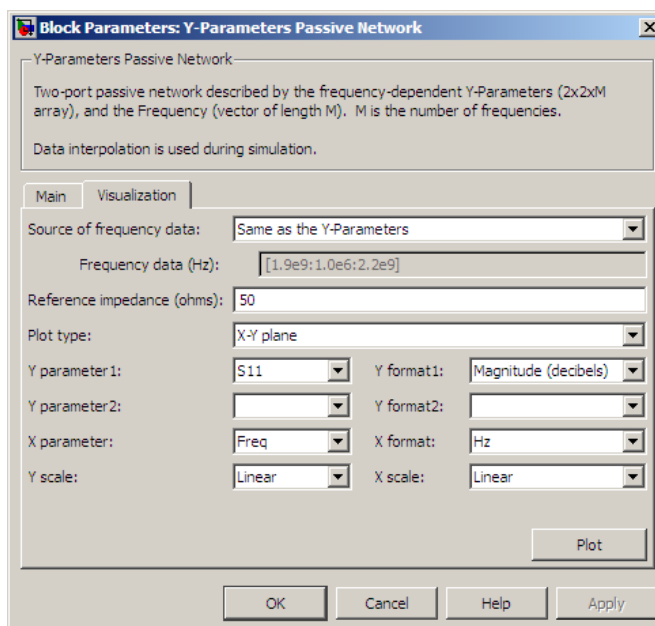 Block Parameters: Y-Parameters Passive Network
Y-Parameters Passive Network
Two-port passive network described by the frequency-dependent Y-Parameters (2x2xM
array), and the Frequency (vector of length M).  M is the number of frequencies.
Data interpolation is used during simulation.
Main Visualization
Source of frequency data: Same as the Y-Parameters
Frequency data (Hz): [1.9e9:1.0e6:2.2e9]
Reference impedance (ohms): 50
Plot type: X-Y plane
Y parameter1: S11 Y format1: Magnitude (decibels)
Y parameter2: Y format2:
X parameter: Freq X format: Hz
Y scale: Linear X scale: Linear
Plot
OK Cancel Help Apply